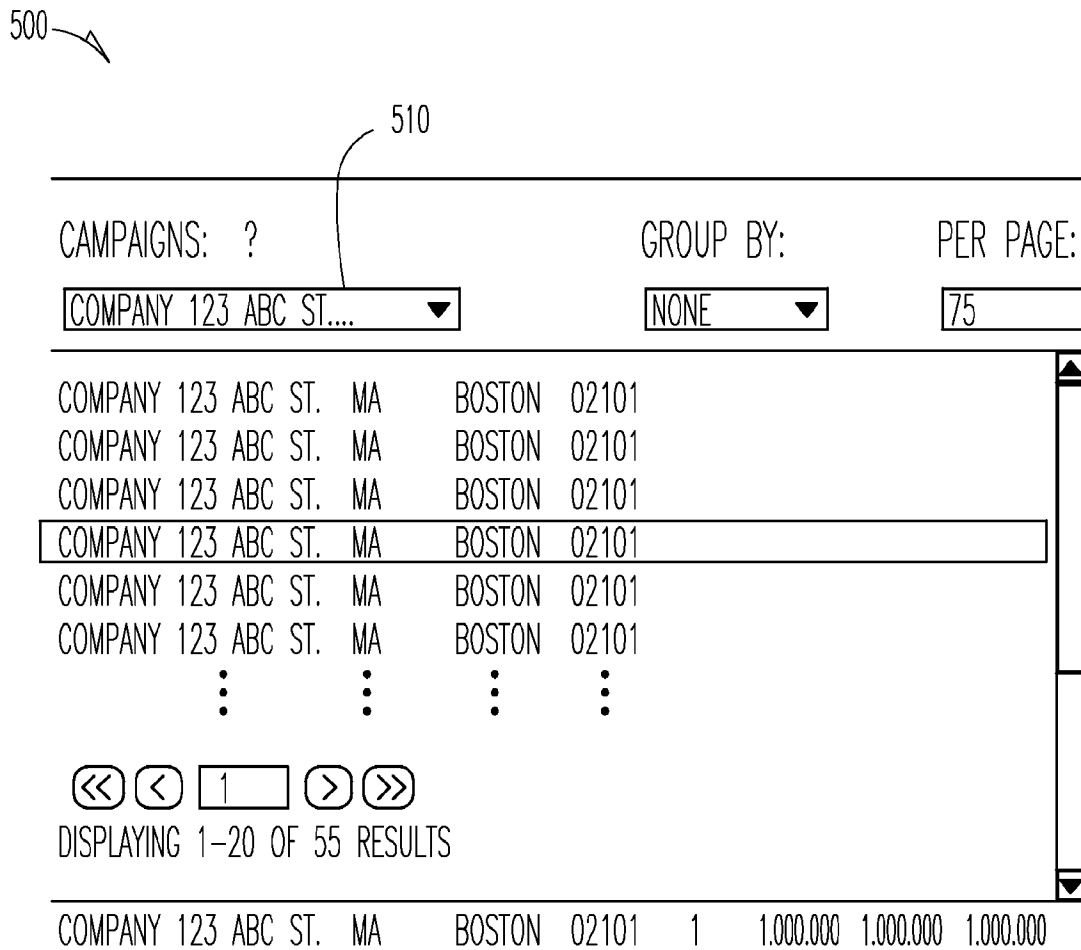 500
510
CAMPAIGNS: ? GROUP BY: PER PAGE:
COMPANY 123 ABC ST.... NONE 75
COMPANY 123 ABC ST. MA BOSTON 02101
COMPANY 123 ABC ST. MA BOSTON 02101
COMPANY 123 ABC ST. MA BOSTON 02101
COMPANY 123 ABC ST. MA BOSTON 02101
COMPANY 123 ABC ST. MA BOSTON 02101
COMPANY 123 ABC ST. MA BOSTON 02101
<< < 1 > >>
DISPLAYING 1-20 OF 55 RESULTS
COMPANY 123 ABC ST. MA BOSTON 02101 1 1.000.000 1.000.000 1.000.000